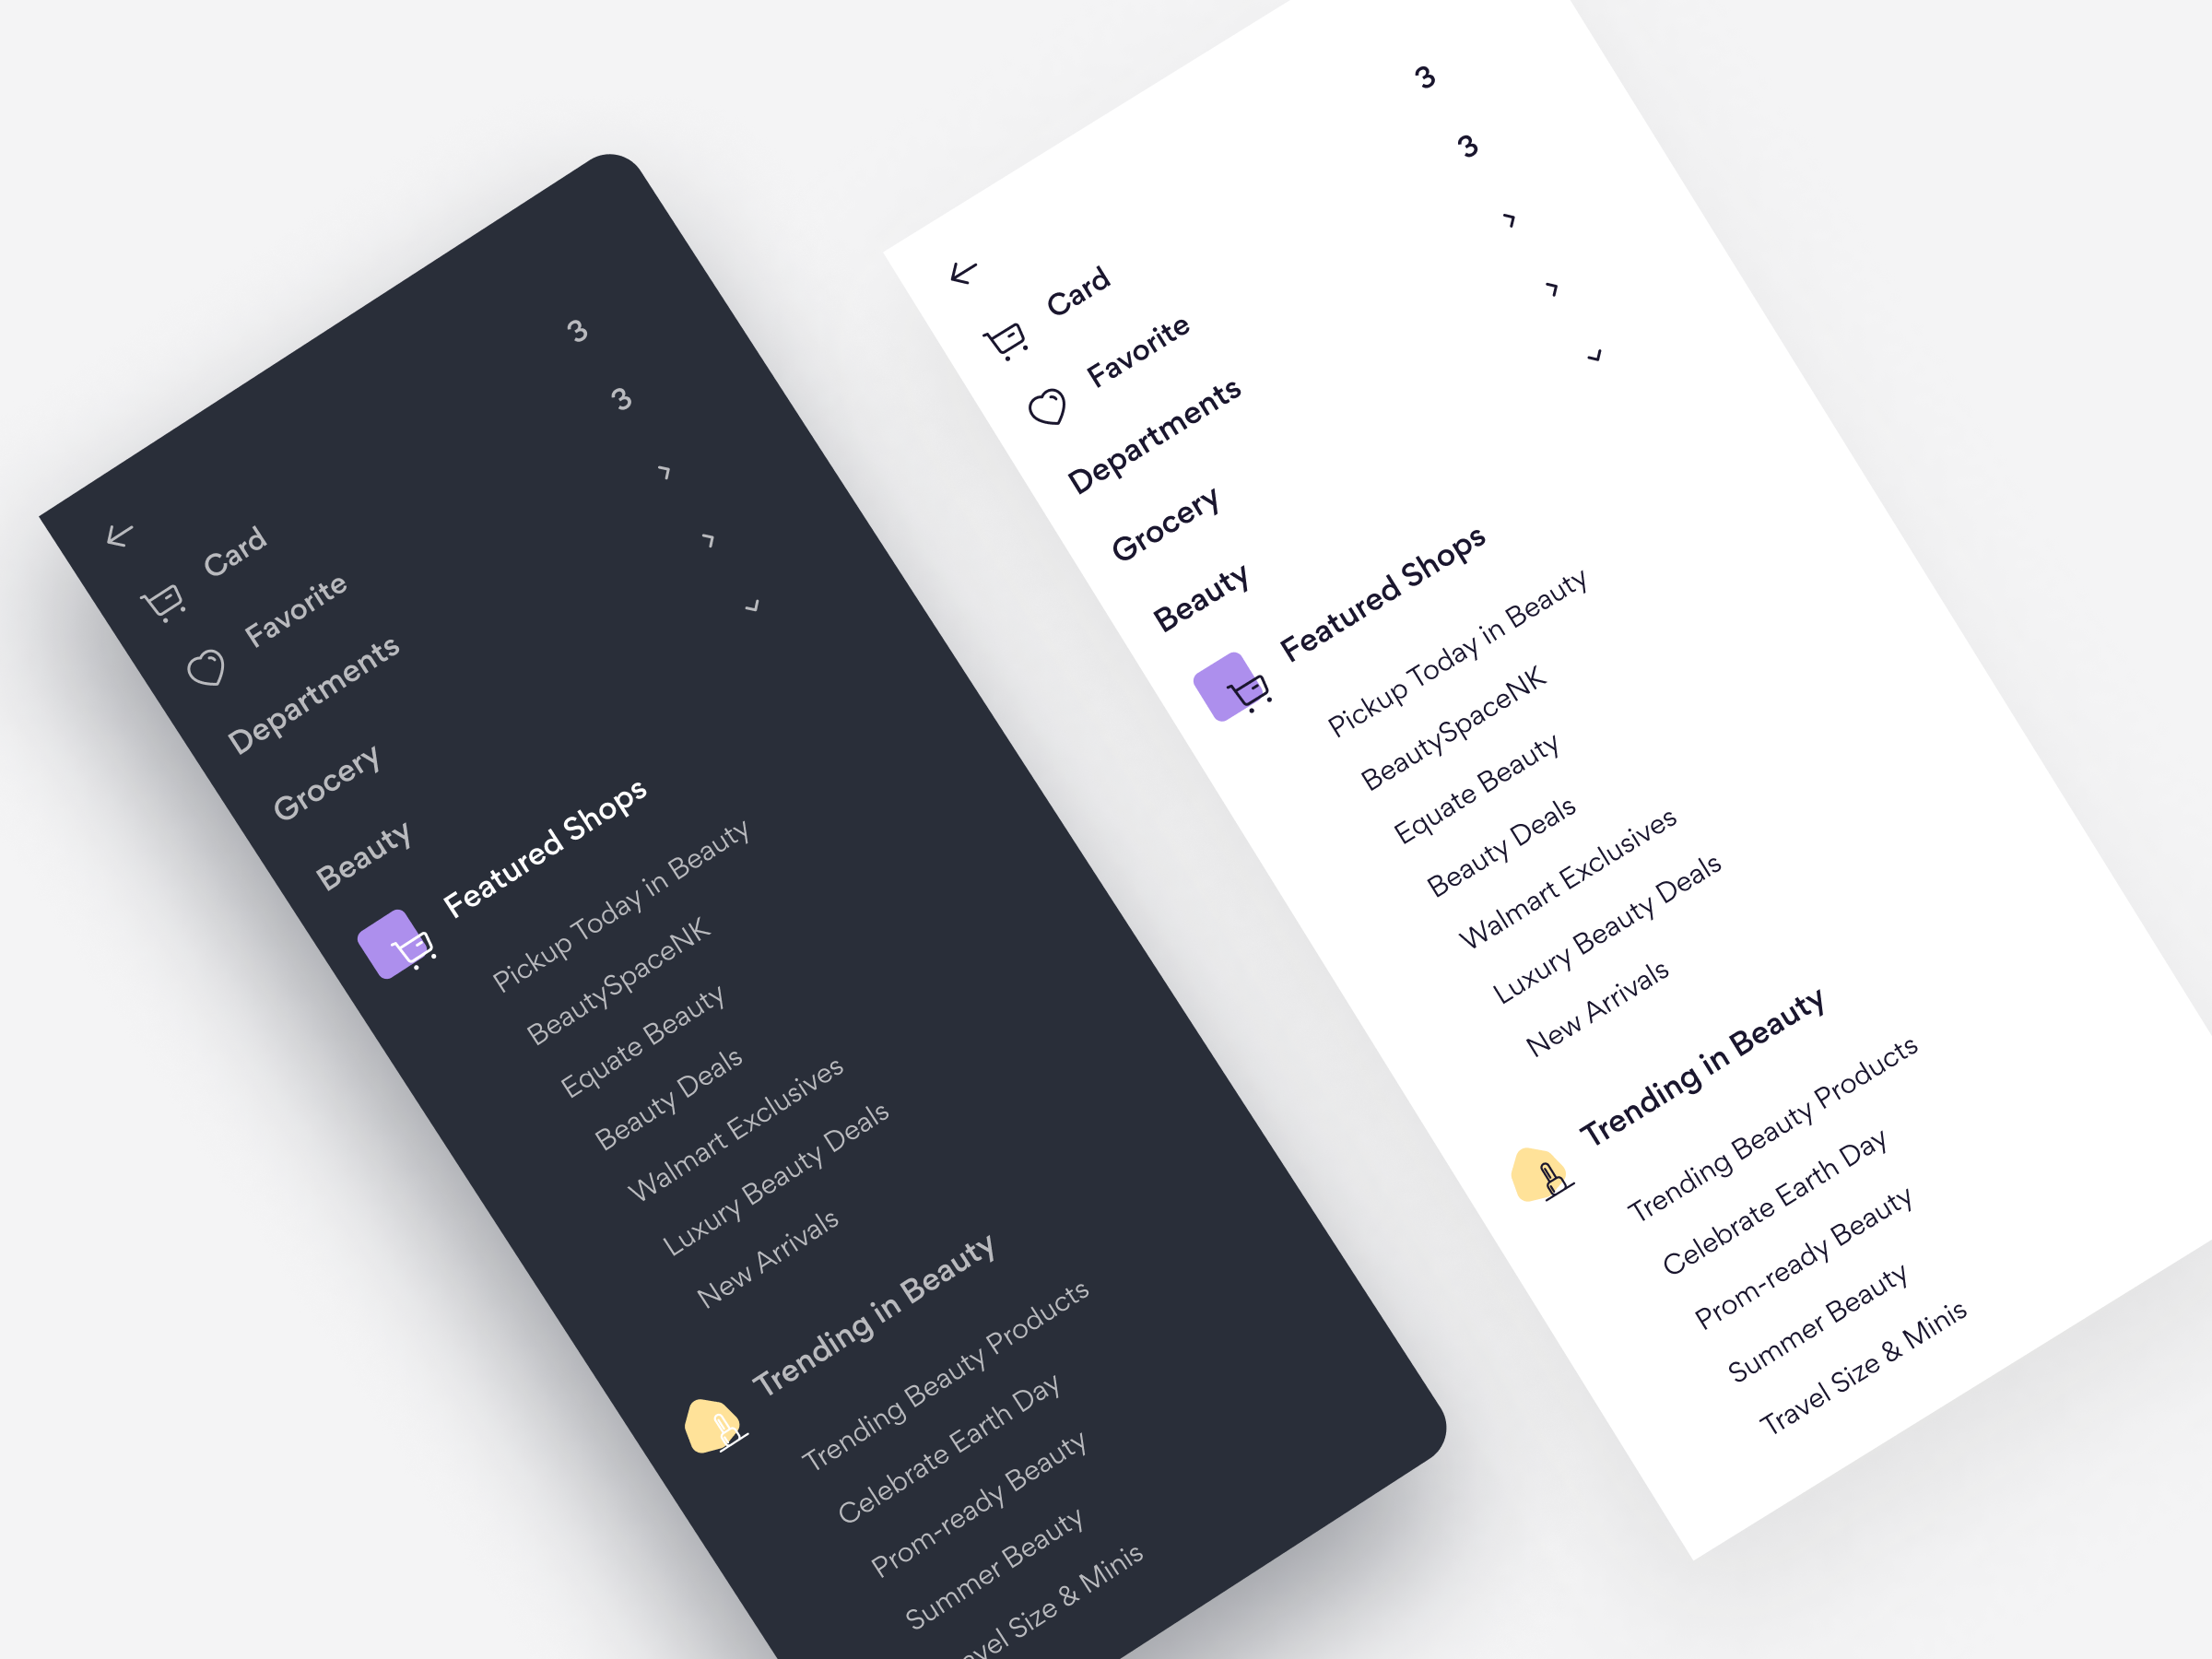 Card 3
Favorite 3
Departments
Grocery
Beauty
Featured Shops
Pickup Today in Beauty
BeautySpaceNK
Equate Beauty
Beauty Deals
Walmart Exclusives
Luxury Beauty Deals
New Arrivals
Trending in Beauty
Trending Beauty Products
Celebrate Earth Day
Prom-ready Beauty
Summer Beauty
avel Size & Minis
Card 3
Favorite 3
Departments
Grocery
Beauty
Featured Shops
Pickup Today in Beauty
BeautySpaceNK
Equate Beauty
Beauty Deals
Walmart Exclusives
Luxury Beauty Deals
New Arrivals
Trending in Beauty
Trending Beauty Products
Celebrate Earth Day
Prom-ready Beauty
Summer Beauty
Travel Size & Minis